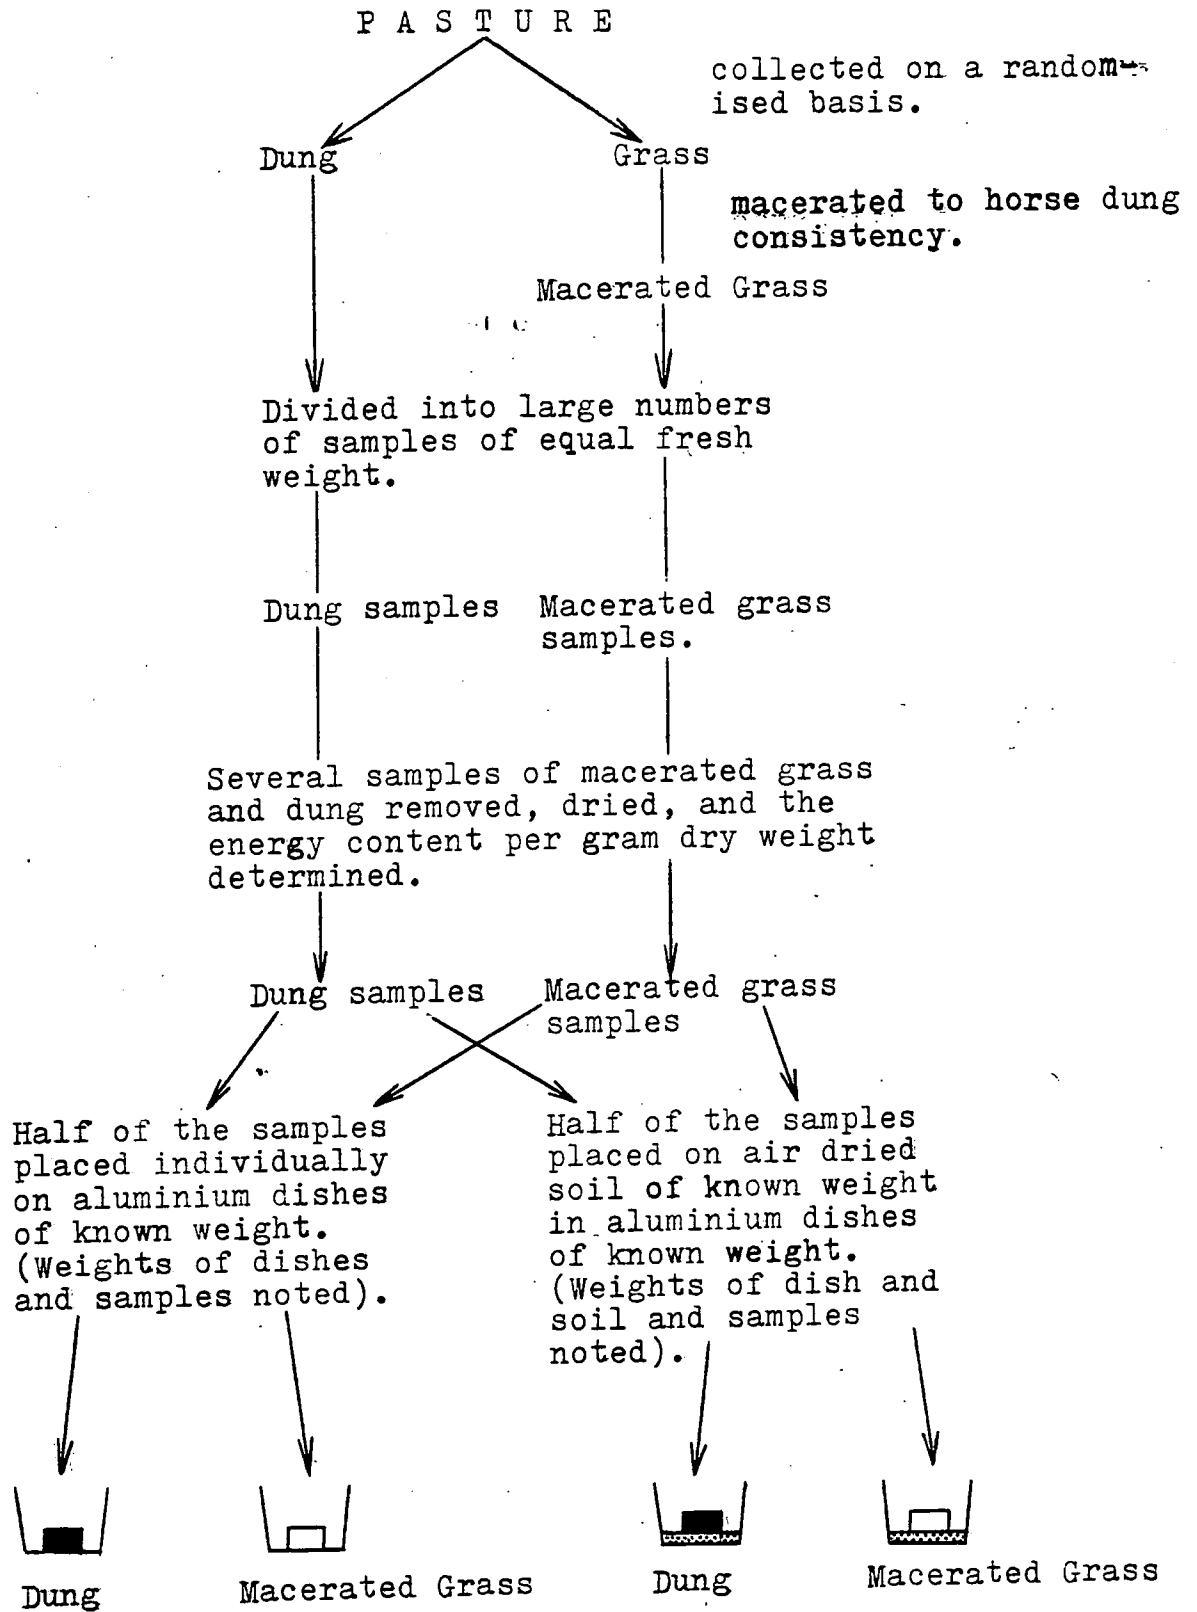 P A S T U R E
collected on a random-
ised basis.
Dung
Grass
macerated to horse dung
consistency.
Macerated Grass
Divided into large numbers
of samples of equal fresh
weight.
Dung samples
Macerated grass
samples.
Several samples of macerated grass
and dung removed, dried, and the
energy content per gram dry weight
determined.
Dung samples
Macerated grass
samples
Half of the samples
placed individually
on aluminium dishes
of known weight.
(Weights of dishes
and samples noted).
Half of the samples
placed on air dried
soil of known weight
in aluminium dishes
of known weight.
(Weights of dish and
soil and samples
noted).
Dung
Macerated Grass
Dung
Macerated Grass